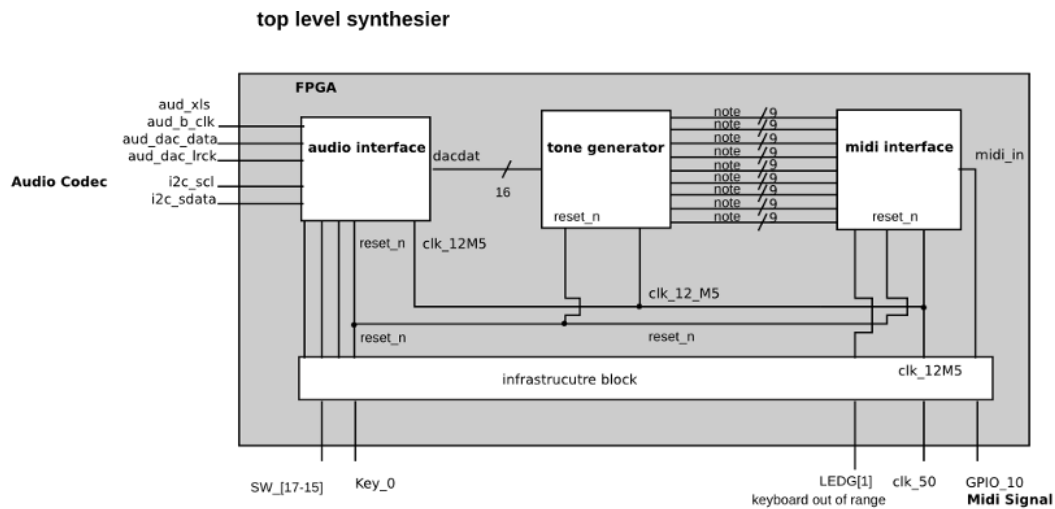 top level synthesier
FPGA
aud_xls
aud_b_clk
aud_dac_data
aud_dac_lrck
Audio Codec
i2c_scl
i2c_sdata
audio interface
dacdat
16
tone generator
reset_n
note 9
note 9
note 9
note 9
note 9
note 9
note 9
note 9
note 9
note 9
midi interface
reset_n
midi_in
reset_n
clk_12M5
clk_12_M5
reset_n
reset_n
clk_12M5
infrastrucutre block
SW_[17-15]
Key_0
LEDG[1]
keyboard out of range
clk_50
GPIO_10
Midi Signal